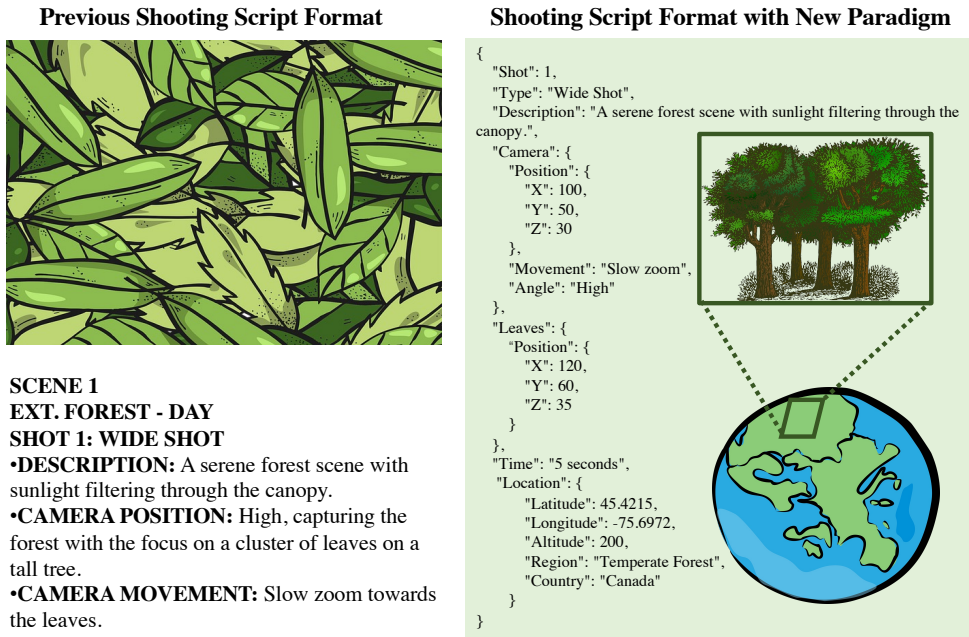 Previous Shooting Script Format
SCENE 1
EXT. FOREST - DAY
SHOT 1: WIDE SHOT
•DESCRIPTION: A serene forest scene with
sunlight filtering through the canopy.
•CAMERA POSITION: High, capturing the
forest with the focus on a cluster of leaves on a
tall tree.
•CAMERA MOVEMENT: Slow zoom towards
the leaves.
Shooting Script Format with New Paradigm
{
"Shot": 1,
"Type": "Wide Shot",
"Description": "A serene forest scene with sunlight filtering through the
canopy.",
"Camera": {
"Position": {
"X": 100,
"Y": 50,
"Z": 30
},
"Movement": "Slow zoom",
"Angle": "High"
},
"Leaves": {
“Position": {
"X": 120,
"Y": 60,
"Z": 35
}
},
"Time": "5 seconds",
"Location": {
"Latitude": 45.4215,
"Longitude": -75.6972,
"Altitude": 200,
"Region": "Temperate Forest",
"Country": "Canada"
}
}